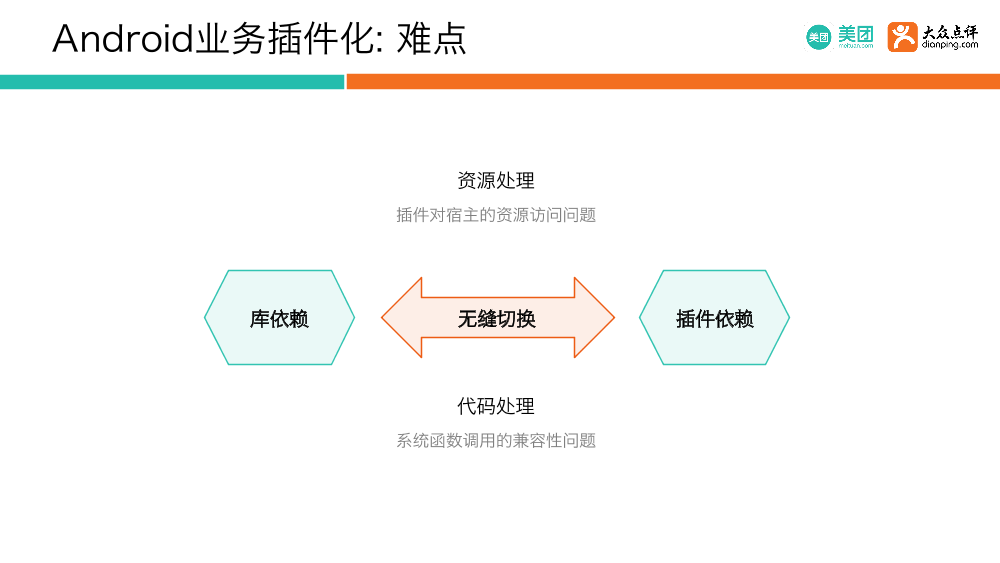 Android业务插件化: 难点
美团 美团 大众点评
meituan.com dianping.com
资源处理
插件对宿主的资源访问问题
库依赖 无缝切换 插件依赖
代码处理
系统函数调用的兼容性问题